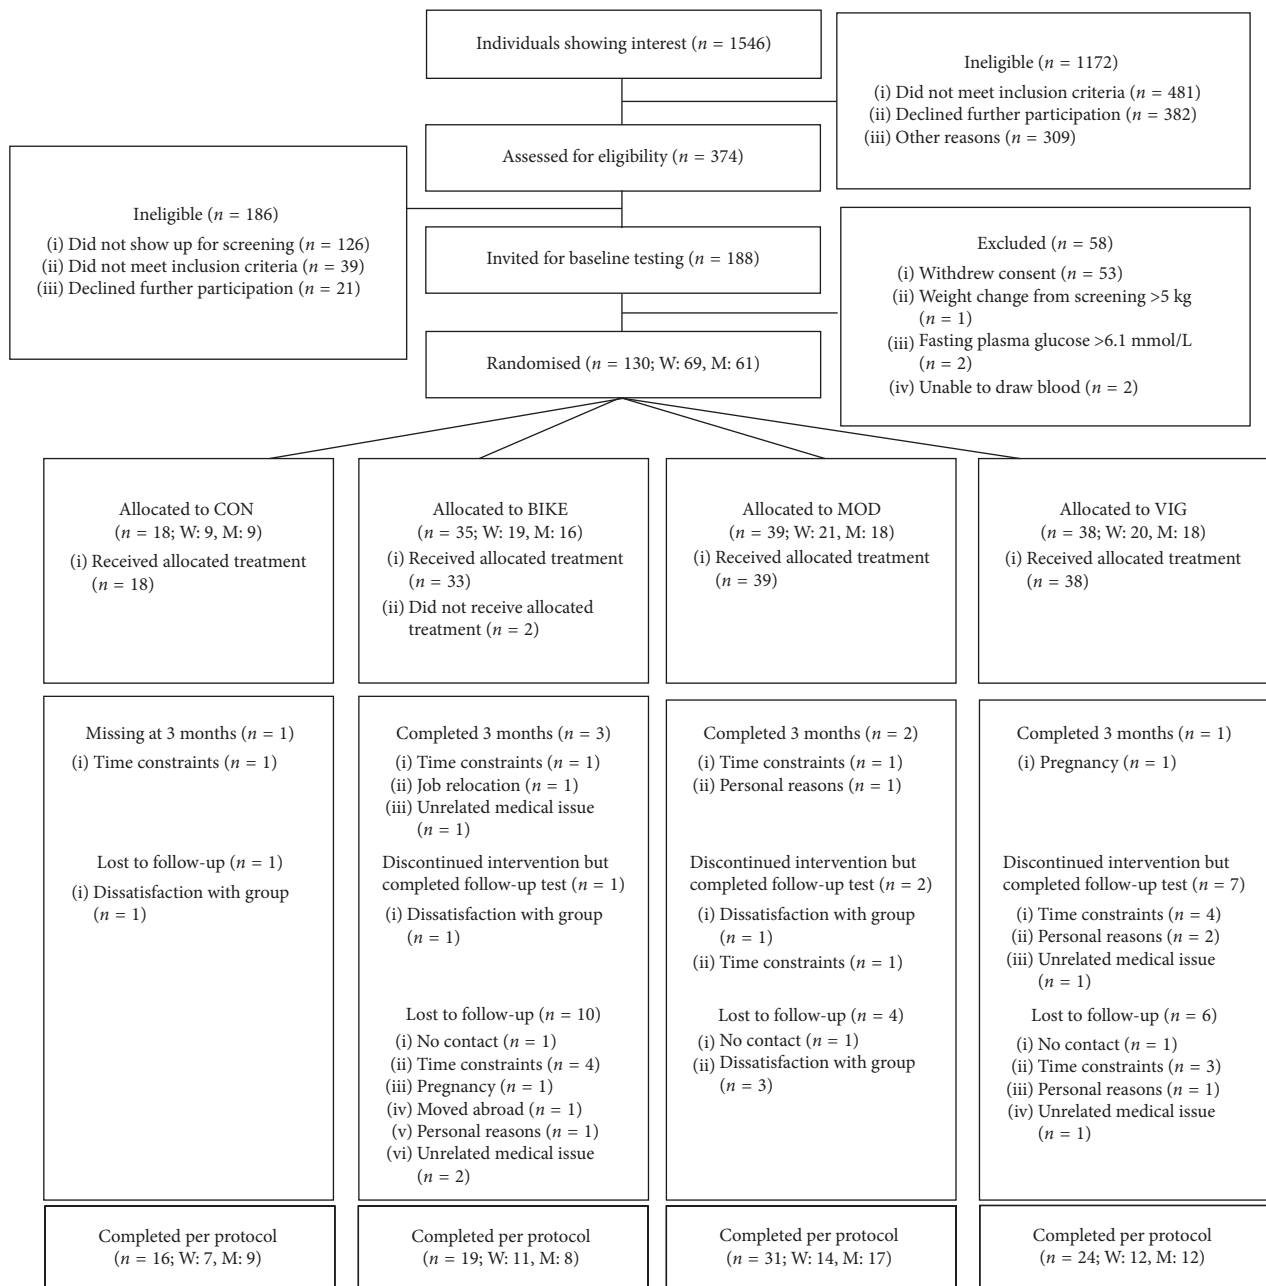 Individuals showing interest (n = 1546)
Ineligible (n = 1172)
(i) Did not meet inclusion criteria (n = 481)
(ii) Declined further participation (n = 382)
(iii) Other reasons (n = 309)
Assessed for eligibility (n = 374)
Ineligible (n = 186)
(i) Did not show up for screening (n = 126)
(ii) Did not meet inclusion criteria (n = 39)
(iii) Declined further participation (n = 21)
Invited for baseline testing (n = 188)
Excluded (n = 58)
(i) Withdrew consent (n = 53)
(ii) Weight change from screening >5 kg
(n = 1)
(iii) Fasting plasma glucose >6.1 mmol/L
(n = 2)
(iv) Unable to draw blood (n = 2)
Randomised (n = 130; W: 69, M: 61)
Allocated to CON
(n = 18; W: 9, M: 9)
(i) Received allocated treatment
(n = 18)
Allocated to BIKE
(n = 35; W: 19, M: 16)
(i) Received allocated treatment
(n = 33)
(ii) Did not receive allocated
treatment (n = 2)
Allocated to MOD
(n = 39; W: 21, M: 18)
(i) Received allocated treatment
(n = 39)
Allocated to VIG
(n = 38; W: 20, M: 18)
(i) Received allocated treatment
(n = 38)
Missing at 3 months (n = 1)
(i) Time constraints (n = 1)
Lost to follow-up (n = 1)
(i) Dissatisfaction with group
(n = 1)
Completed 3 months (n = 3)
(i) Time constraints (n = 1)
(ii) Job relocation (n = 1)
(iii) Unrelated medical issue
(n = 1)
Discontinued intervention but
completed follow-up test (n = 1)
(i) Dissatisfaction with group
(n = 1)
Lost to follow-up (n = 10)
(i) No contact (n = 1)
(ii) Time constraints (n = 4)
(iii) Pregnancy (n = 1)
(iv) Moved abroad (n = 1)
(v) Personal reasons (n = 1)
(vi) Unrelated medical issue
(n = 2)
Completed 3 months (n = 2)
(i) Time constraints (n = 1)
(ii) Personal reasons (n = 1)
Discontinued intervention but
completed follow-up test (n = 2)
(i) Dissatisfaction with group
(n = 1)
(ii) Time constraints (n = 1)
Lost to follow-up (n = 4)
(i) No contact (n = 1)
(ii) Dissatisfaction with group
(n = 3)
Completed 3 months (n = 1)
(i) Pregnancy (n = 1)
Discontinued intervention but
completed follow-up test (n = 7)
(i) Time constraints (n = 4)
(ii) Personal reasons (n = 2)
(iii) Unrelated medical issue
(n = 1)
Lost to follow-up (n = 6)
(i) No contact (n = 1)
(ii) Time constraints (n = 3)
(iii) Personal reasons (n = 1)
(iv) Unrelated medical issue
(n = 1)
Completed per protocol
(n = 16; W: 7, M: 9)
Completed per protocol
(n = 19; W: 11, M: 8)
Completed per protocol
(n = 31; W: 14, M: 17)
Completed per protocol
(n = 24; W: 12, M: 12)